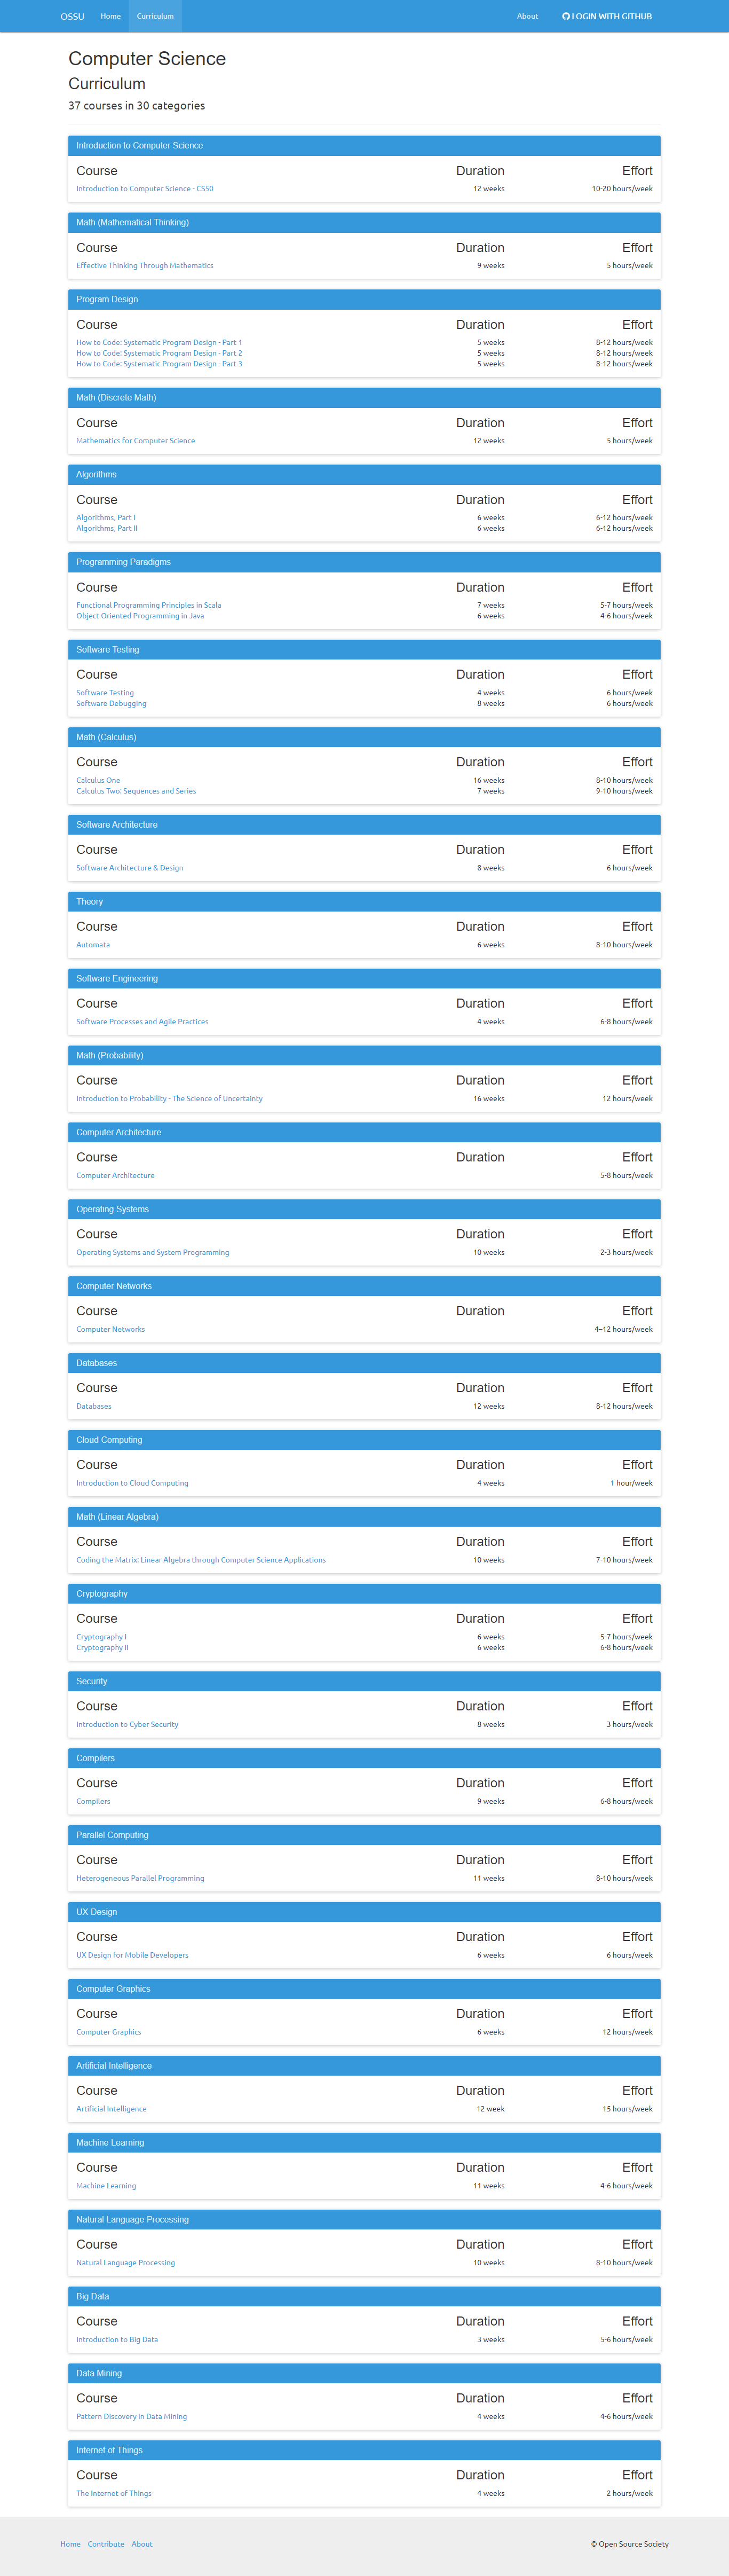 OSSU Home Curriculum About LOGIN WITH GITHUB
Computer Science
Curriculum
37 courses in 30 categories
Introduction to Computer Science
Course Duration Effort
Introduction to Computer Science - CS50 12 weeks 10-20 hours/week
Math (Mathematical Thinking)
Course Duration Effort
Effective Thinking Through Mathematics 9 weeks 5 hours/week
Program Design
Course Duration Effort
How to Code: Systematic Program Design - Part 1 5 weeks 8-12 hours/week
How to Code: Systematic Program Design - Part 2 5 weeks 8-12 hours/week
How to Code: Systematic Program Design - Part 3 5 weeks 8-12 hours/week
Math (Discrete Math)
Course Duration Effort
Mathematics for Computer Science 12 weeks 5 hours/week
Algorithms
Course Duration Effort
Algorithms, Part I 6 weeks 6-12 hours/week
Algorithms, Part II 6 weeks 6-12 hours/week
Programming Paradigms
Course Duration Effort
Functional Programming Principles in Scala 7 weeks 5-7 hours/week
Object Oriented Programming in Java 6 weeks 4-6 hours/week
Software Testing
Course Duration Effort
Software Testing 4 weeks 6 hours/week
Software Debugging 8 weeks 6 hours/week
Math (Calculus)
Course Duration Effort
Calculus One 16 weeks 8-10 hours/week
Calculus Two: Sequences and Series 7 weeks 9-10 hours/week
Software Architecture
Course Duration Effort
Software Architecture & Design 8 weeks 6 hours/week
Theory
Course Duration Effort
Automata 6 weeks 8-10 hours/week
Software Engineering
Course Duration Effort
Software Processes and Agile Practices 4 weeks 6-8 hours/week
Math (Probability)
Course Duration Effort
Introduction to Probability - The Science of Uncertainty 16 weeks 12 hours/week
Computer Architecture
Course Duration Effort
Computer Architecture 5-8 hours/week
Operating Systems
Course Duration Effort
Operating Systems and System Programming 10 weeks 2-3 hours/week
Computer Networks
Course Duration Effort
Computer Networks 4–12 hours/week
Databases
Course Duration Effort
Databases 12 weeks 8-12 hours/week
Cloud Computing
Course Duration Effort
Introduction to Cloud Computing 4 weeks 1 hour/week
Math (Linear Algebra)
Course Duration Effort
Coding the Matrix: Linear Algebra through Computer Science Applications 10 weeks 7-10 hours/week
Cryptography
Course Duration Effort
Cryptography I 6 weeks 5-7 hours/week
Cryptography II 6 weeks 6-8 hours/week
Security
Course Duration Effort
Introduction to Cyber Security 8 weeks 3 hours/week
Compilers
Course Duration Effort
Compilers 9 weeks 6-8 hours/week
Parallel Computing
Course Duration Effort
Heterogeneous Parallel Programming 11 weeks 8-10 hours/week
UX Design
Course Duration Effort
UX Design for Mobile Developers 6 weeks 6 hours/week
Computer Graphics
Course Duration Effort
Computer Graphics 6 weeks 12 hours/week
Artificial Intelligence
Course Duration Effort
Artificial Intelligence 12 week 15 hours/week
Machine Learning
Course Duration Effort
Machine Learning 11 weeks 4-6 hours/week
Natural Language Processing
Course Duration Effort
Natural Language Processing 10 weeks 8-10 hours/week
Big Data
Course Duration Effort
Introduction to Big Data 3 weeks 5-6 hours/week
Data Mining
Course Duration Effort
Pattern Discovery in Data Mining 4 weeks 4-6 hours/week
Internet of Things
Course Duration Effort
The Internet of Things 4 weeks 2 hours/week
Home Contribute About © Open Source Society